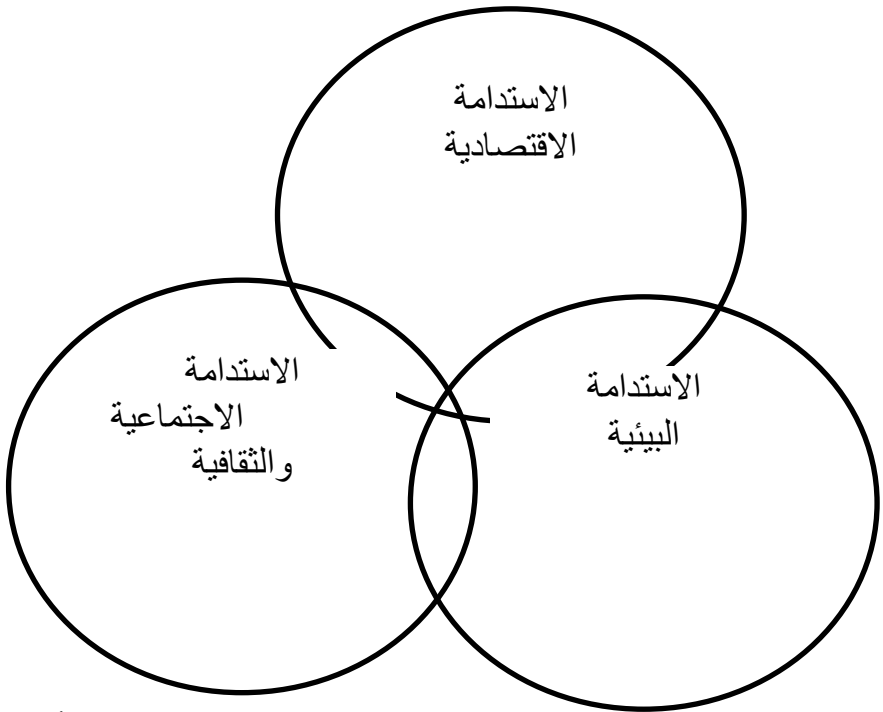 الاستدامة
الاقتصادية
الاستدامة
البيئية
الاستدامة
الاجتماعية
والثقافية